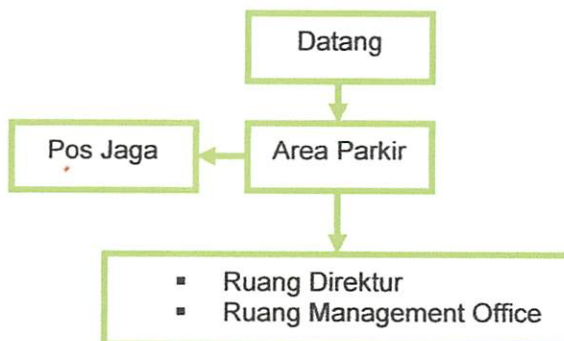 Datang
Pos Jaga
Area Parkir
▪ Ruang Direktur
▪ Ruang Management Office